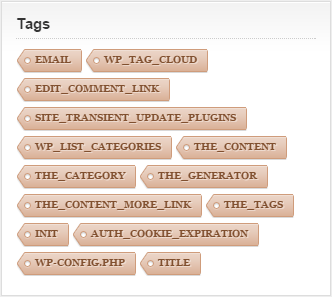 Tags
EMAIL WP_TAG_CLOUD
EDIT_COMMENT_LINK
SITE_TRANSIENT_UPDATE_PLUGINS
WP_LIST_CATEGORIES THE_CONTENT
THE_CATEGORY THE_GENERATOR
THE_CONTENT_MORE_LINK THE_TAGS
INIT AUTH_COOKIE_EXPIRATION
WP-CONFIG.PHP TITLE